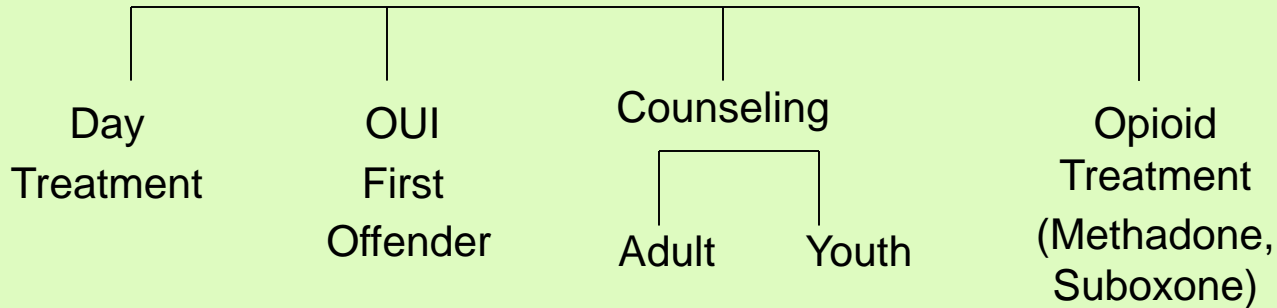 Day
Treatment
OUI
First
Offender
Counseling
Adult
Youth
Opioid
Treatment
(Methadone,
Suboxone)